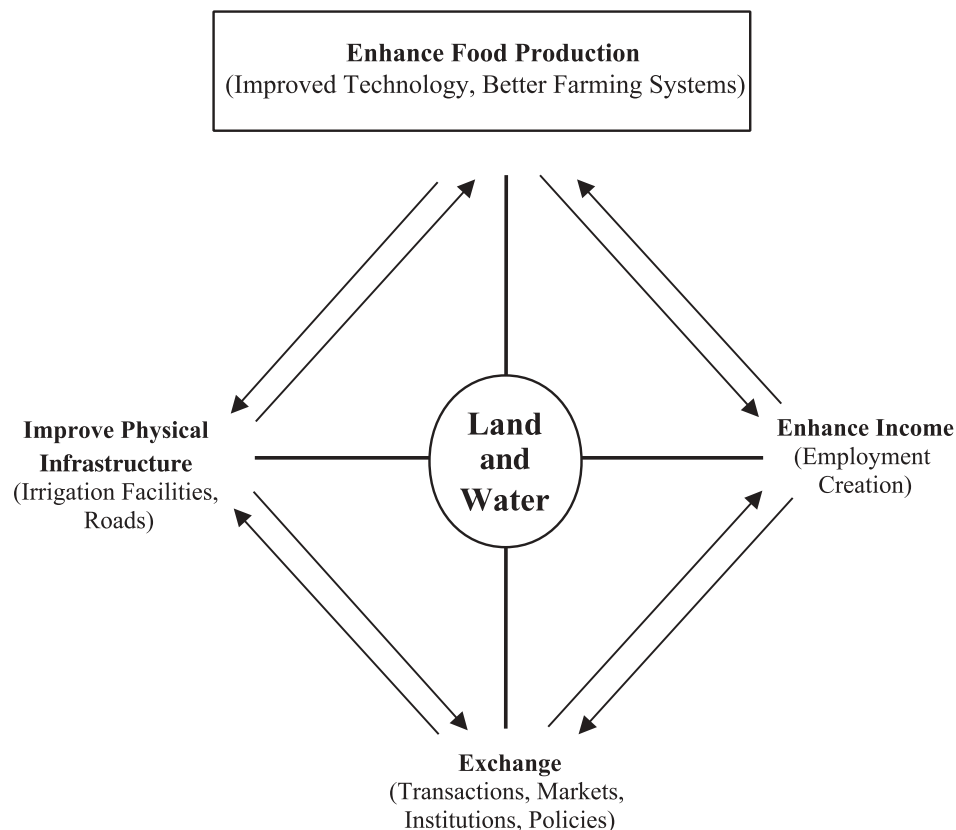 Enhance Food Production
(Improved Technology, Better Farming Systems)
Improve Physical
Infrastructure
(Irrigation Facilities,
Roads)
Land
and
Water
Enhance Income
(Employment
Creation)
Exchange
(Transactions, Markets,
Institutions, Policies)